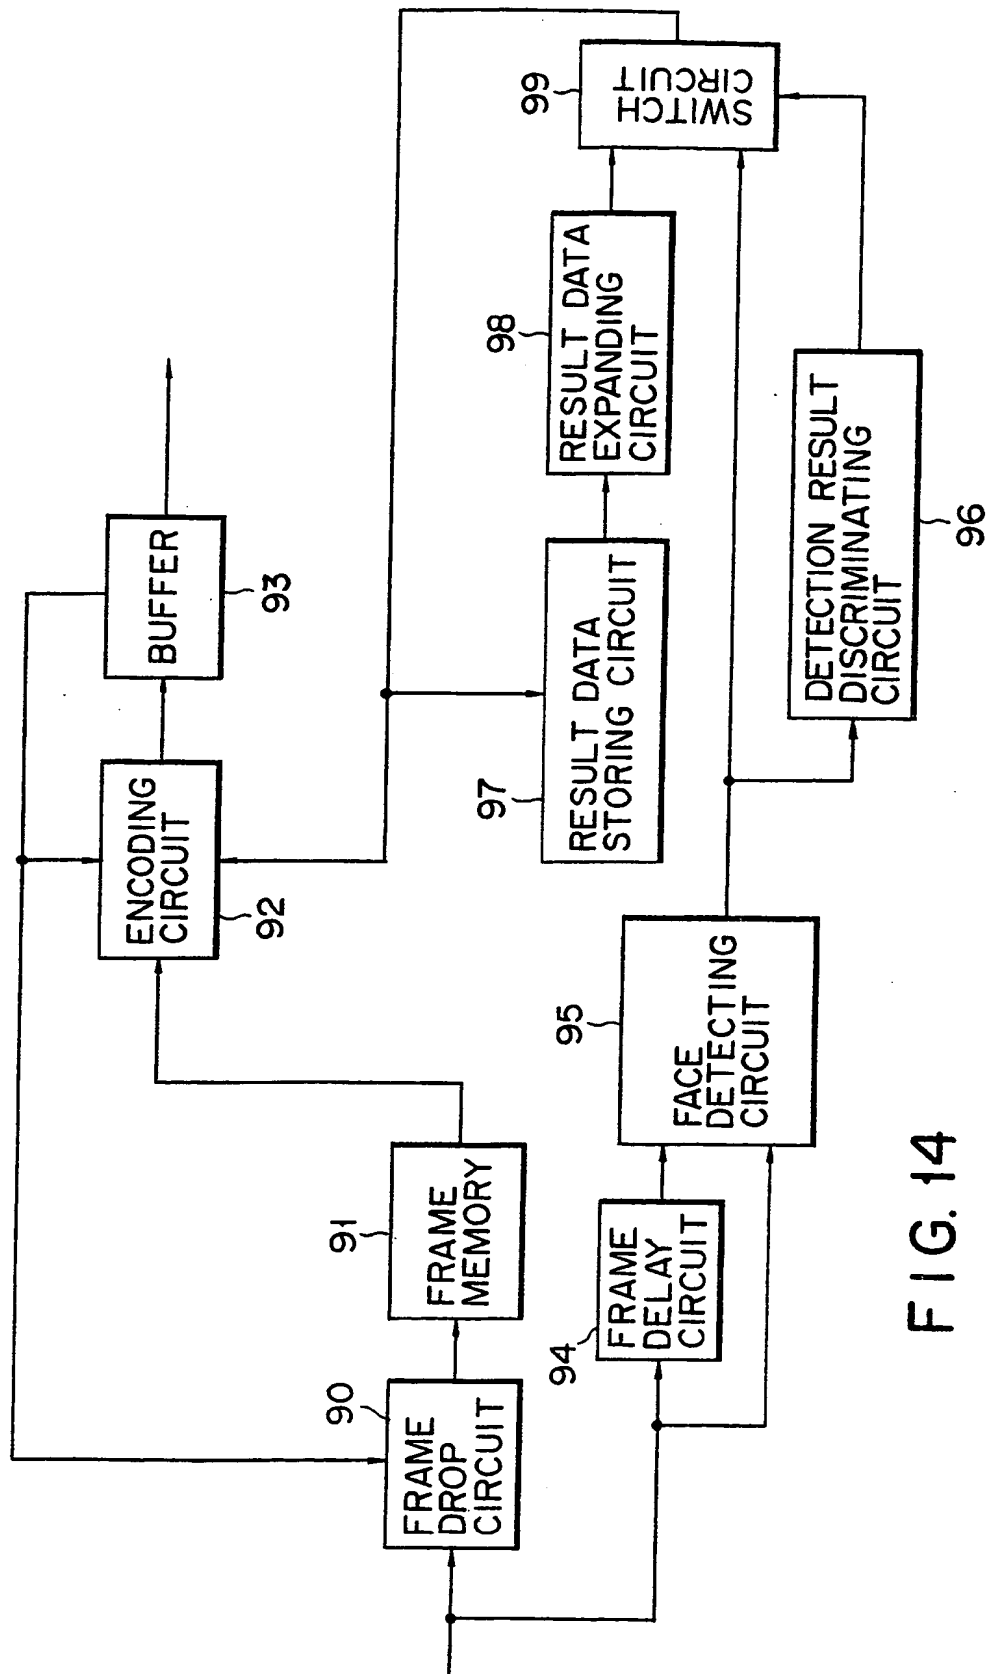 FRAME
DROP
CIRCUIT
90
FRAME
MEMORY
91
ENCODING
CIRCUIT
92
BUFFER
93
FRAME
DELAY
CIRCUIT
94
FACE
DETECTING
CIRCUIT
95
DETECTION RESULT
DISCRIMINATING
CIRCUIT
96
RESULT DATA
STORING CIRCUIT
97
RESULT DATA
EXPANDING
CIRCUIT
98
SWITCH
CIRCUIT
99
FIG. 14